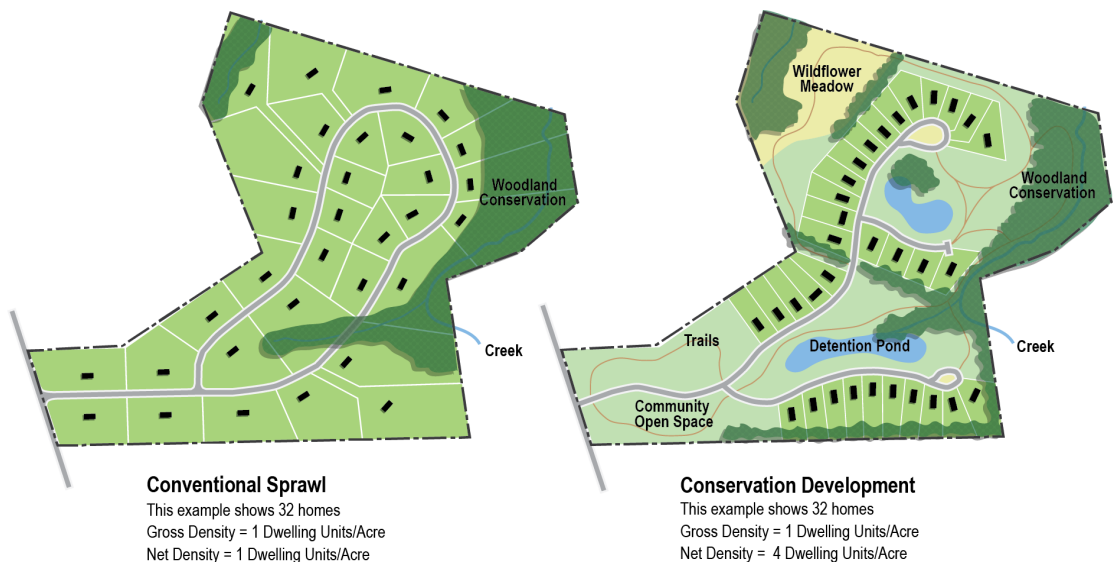 Woodland
Conservation
Creek
Conventional Sprawl
This example shows 32 homes
Gross Density = 1 Dwelling Units/Acre
Net Density = 1 Dwelling Units/Acre
Wildflower
Meadow
Woodland
Conservation
Trails
Detention Pond
Creek
Community
Open Space
Conservation Development
This example shows 32 homes
Gross Density = 1 Dwelling Units/Acre
Net Density = 4 Dwelling Units/Acre